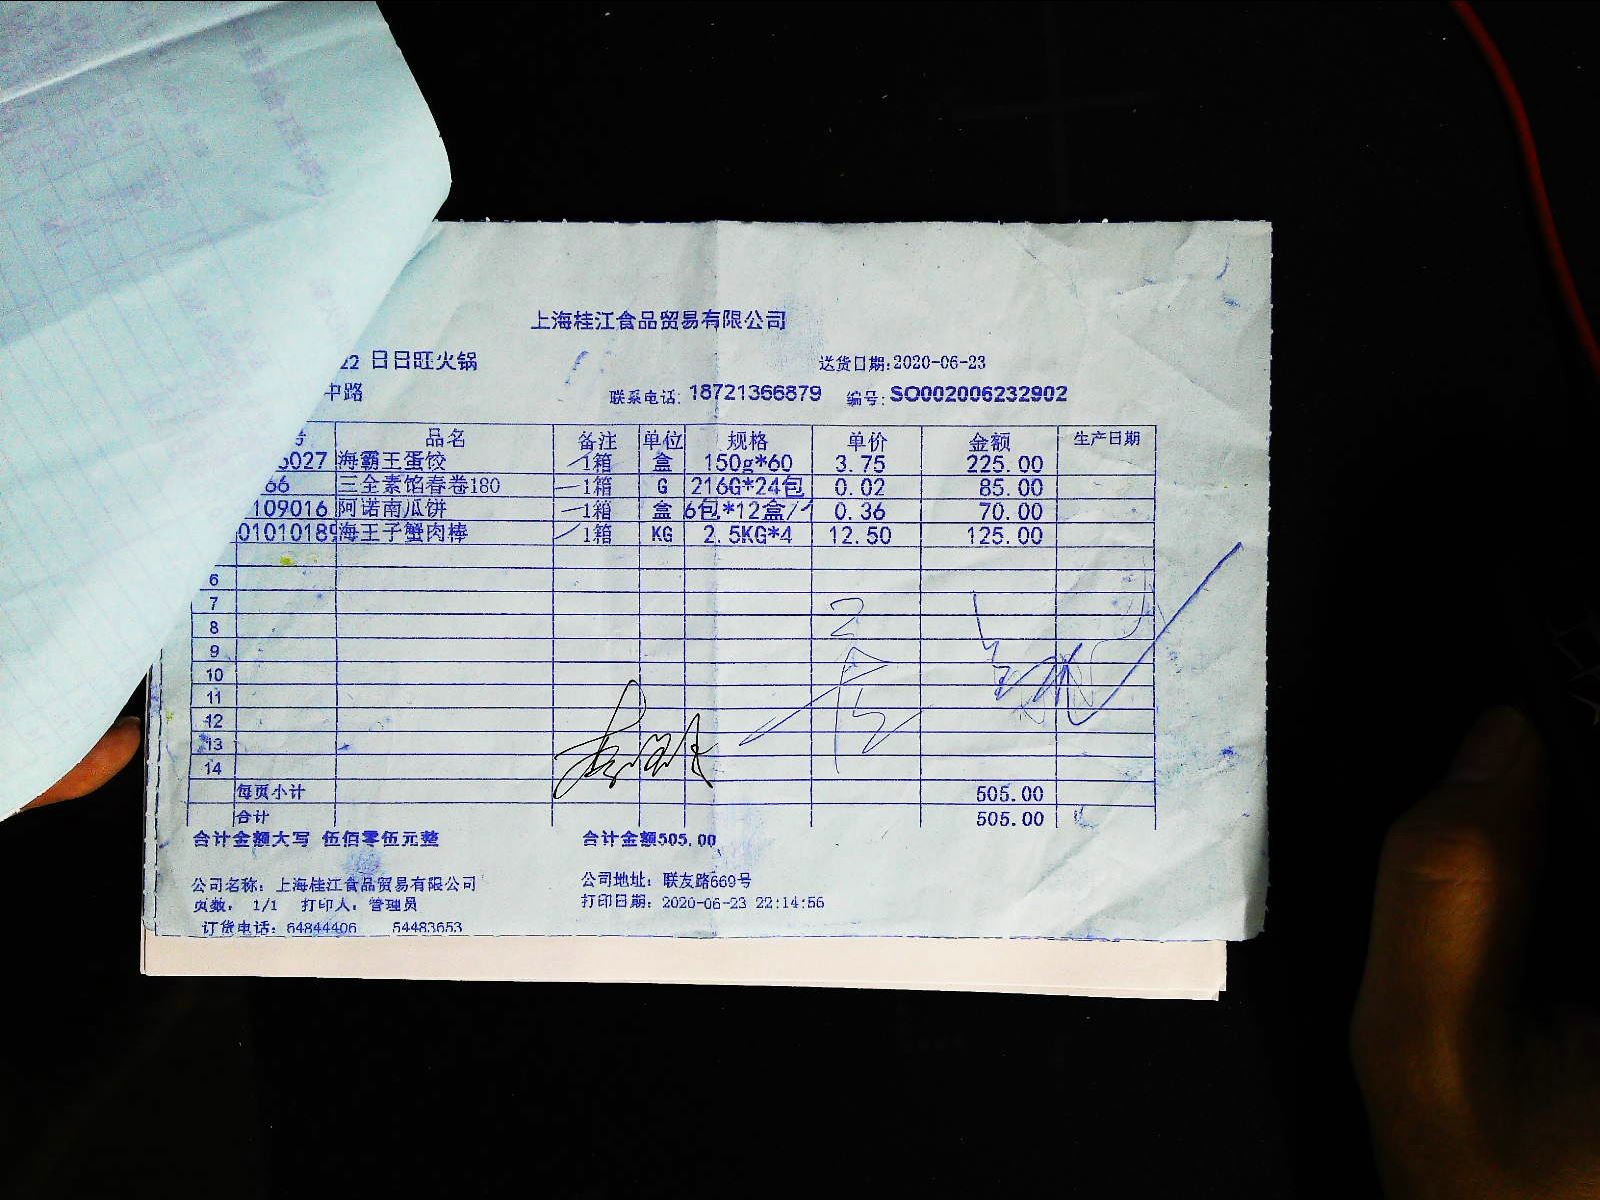 上海桂江食品贸易有限公司
22 日日旺火锅 送货日期:2020-06-23
中路 联系电话: 18721366879 编号: SO002006232902
号 品名 备注 单位 规格 单价 金额 生产日期
6027 海霸王蛋饺 1箱 盒 150g*60 3.75 225.00
66 三全素馅春卷180 1箱 G 216G*24包 0.02 85.00
109016 阿诺南瓜饼 1箱 盒 6包*12盒/1 0.36 70.00
01010189 海王子蟹肉棒 1箱 KG 2.5KG*4 12.50 125.00
6
7
8
9
10
11
12
13
14
每页小计 505.00
合计 505.00
合计金额大写 伍佰零伍元整 合计金额505.00
公司名称: 上海桂江食品贸易有限公司 公司地址: 联友路669号
页数: 1/1 打印人: 管理员 打印日期: 2020-06-23 22:14:56
订货电话: 64844406 54483653